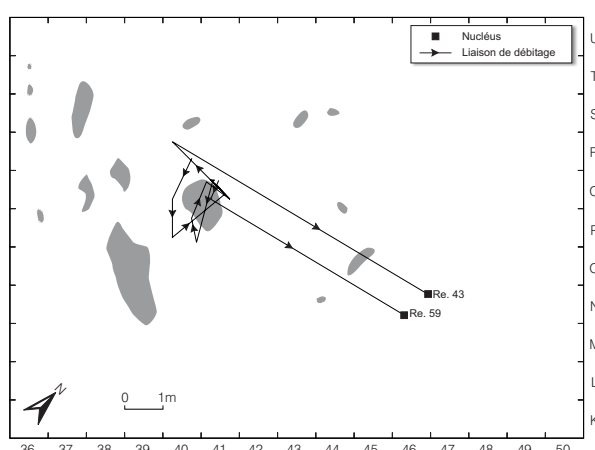 Nucléus
Liaison de débitage
U
T
S
R
Q
P
O
N
M
L
K
Re. 43
Re. 59
N
0 1m
36 37 38 39 40 41 42 43 44 45 46 47 48 49 50